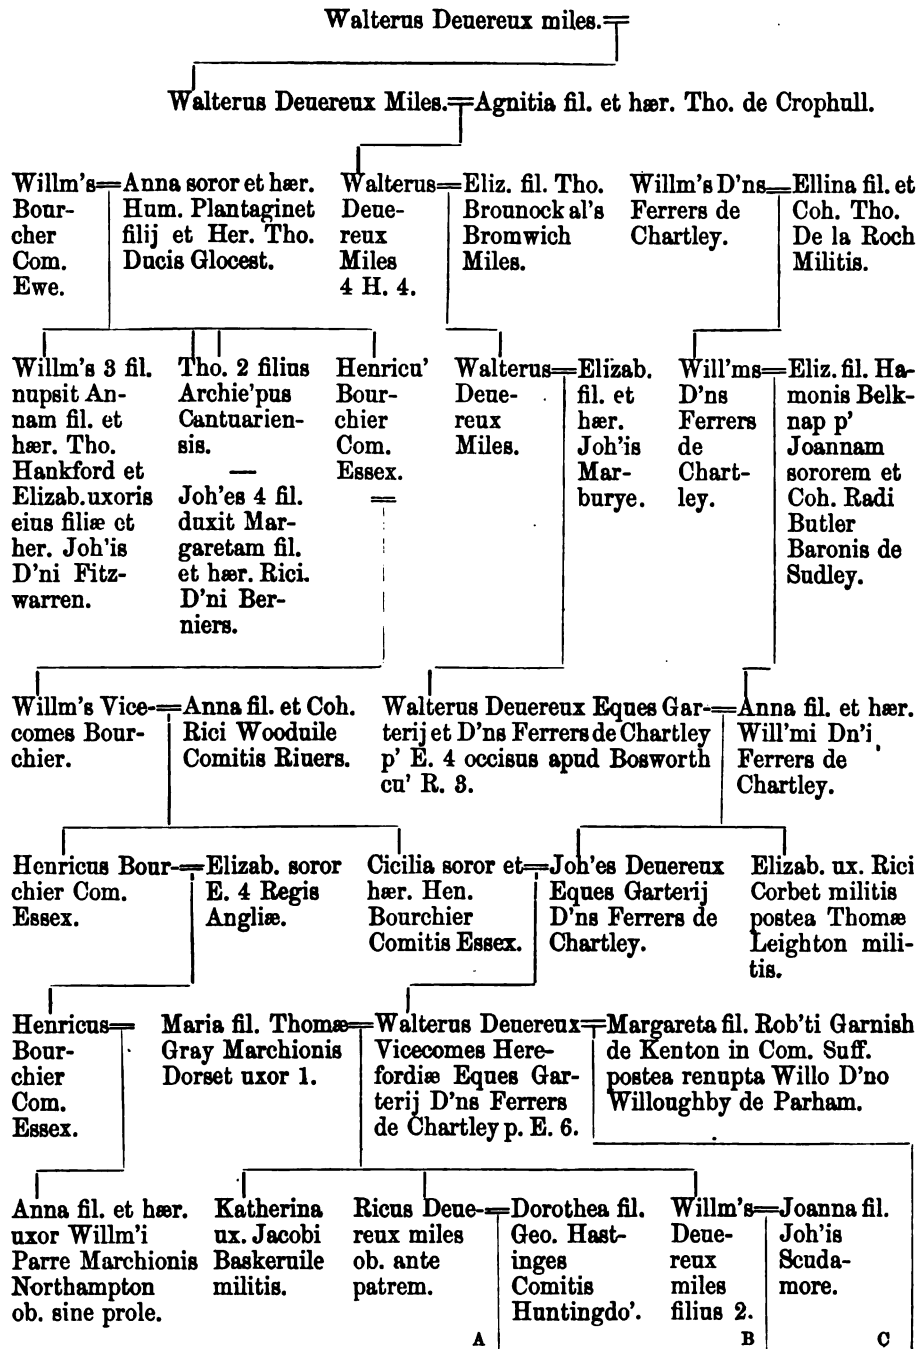 Walterus Deuereux miles.
Walterus Deuereux Miles.
Agnitia fil. et hær. Tho. de Crophull.
Willm's
Bour-
cher
Com.
Ewe.
Anna soror et hær.
Hum. Plantaginet
filij et Her. Tho.
Ducis Glocest.
Walterus
Deue-
reux
Miles
4 H. 4.
Eliz. fil. Tho.
Brounock al's
Bromwich
Miles.
Willm's D'ns
Ferrers de
Chartley.
Ellina fil. et
Coh. Tho.
De la Roch
Militis.
Willm's 3 fil.
nupsit An-
nam fil. et
hær. Tho.
Hankford et
Elizab. uxoris
eius filiæ et
her. Joh'is
D'ni Fitz-
warren.
Tho. 2 filius
Archie'pus
Cantuarien-
sis.
—
Joh'es 4 fil.
duxit Mar-
garetam fil.
et hær. Rici.
D'ni Ber-
niers.
Henricu'
Bour-
chier
Com.
Essex.
Walterus
Deue-
reux
Miles.
Elizab.
fil. et
hær.
Joh'is
Mar-
burye.
Will'ms
D'ns
Ferrers
de
Chart-
ley.
Eliz. fil. Ha-
monis Belk-
nap p'
Joannam
sororem et
Coh. Radi
Butler
Baronis de
Sudley.
Willm's Vice-
comes Bour-
chier.
Anna fil. et Coh.
Rici Wooduile
Comitis Riuers.
Walterus Deuereux Eques Gar-
terij et D'ns Ferrers de Chartley
p' E. 4 occisus apud Bosworth
cu' R. 3.
Anna fil. et hær.
Will'mi Dn'i
Ferrers de
Chartley.
Henricus Bour-
chier Com.
Essex.
Elizab. soror
E. 4 Regis
Angliæ.
Cicilia soror et
hær. Hen.
Bourchier
Comitis Essex.
Joh'es Deuereux
Eques Garterij
D'ns Ferrers de
Chartley.
Elizab. ux. Rici
Corbet militis
postea Thomæ
Leighton mili-
tis.
Henricus
Bour-
chier
Com.
Essex.
Maria fil. Thomæ
Gray Marchionis
Dorset uxor 1.
Walterus Deuereux
Vicecomes Here-
fordiæ Eques Gar-
terij D'ns Ferrers
de Chartley p. E. 6.
Margareta fil. Rob'ti Garnish
de Kenton in Com. Suff.
postea renupta Willo D'no
Willoughby de Parham.
Anna fil. et hær.
uxor Willm'i
Parre Marchionis
Northampton
ob. sine prole.
Katherina
ux. Jacobi
Baskeruile
militis.
Ricus Deue-
reux miles
ob. ante
patrem.
Dorothea fil.
Geo. Hast-
inges
Comitis
Huntingdo'.
Willm's
Deue-
reux
miles
filius 2.
Joanna fil.
Joh'is
Scuda-
more.
A
B
C